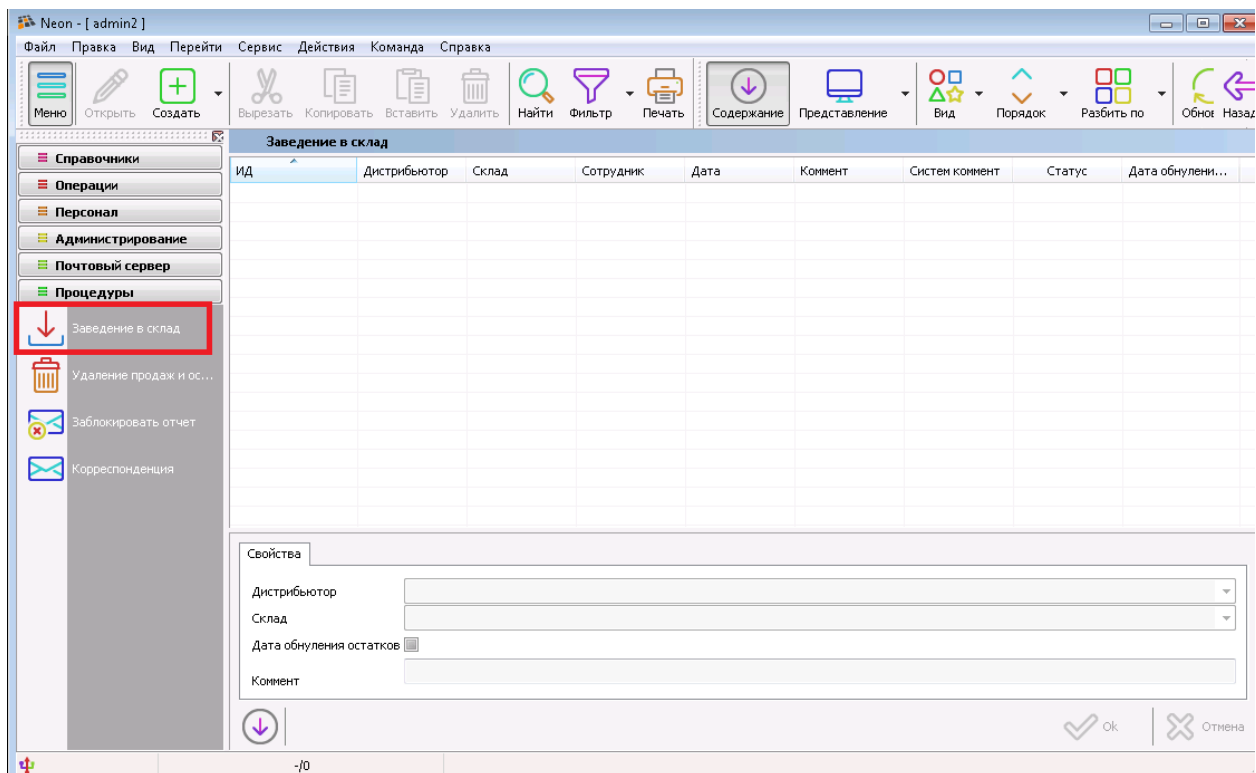 Neon - [ admin2 ]
Файл Правка Вид Перейти Сервис Действия Команда Справка
Меню Открыть Создать Вырезать Копировать Вставить Удалить Найти Фильтр Печать Содержание Представление Вид Порядок Разбить по Обнов Назад
Заведение в склад
Справочники
Операции
Персонал
Администрирование
Почтовый сервер
Процедуры
Заведение в склад
Удаление продаж и ос...
Заблокировать отчет
Корреспонденция
ИД Дистрибьютор Склад Сотрудник Дата Коммент Систем коммент Статус Дата обнулени...
Свойства
Дистрибьютор
Склад
Дата обнуления остатков
Коммент
Ok Отмена
-/0